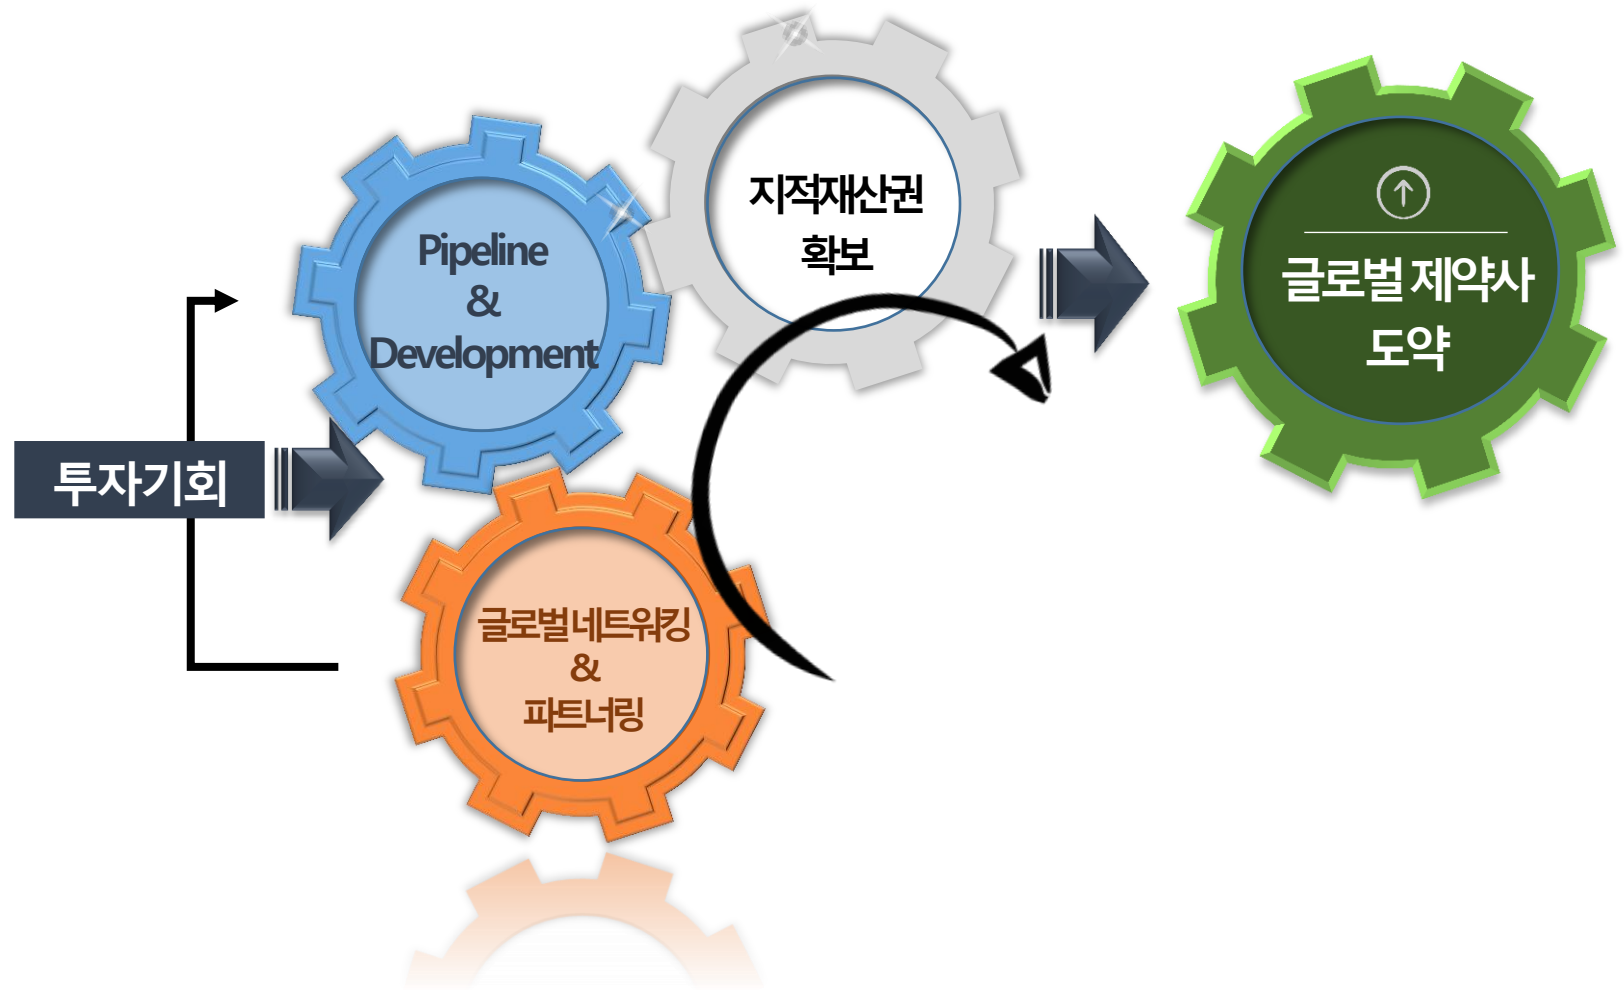 Pipeline
&
Development
지적재산권
확보
글로벌 제약사
도약
투자기회
글로벌 네트워킹
&
파트너링